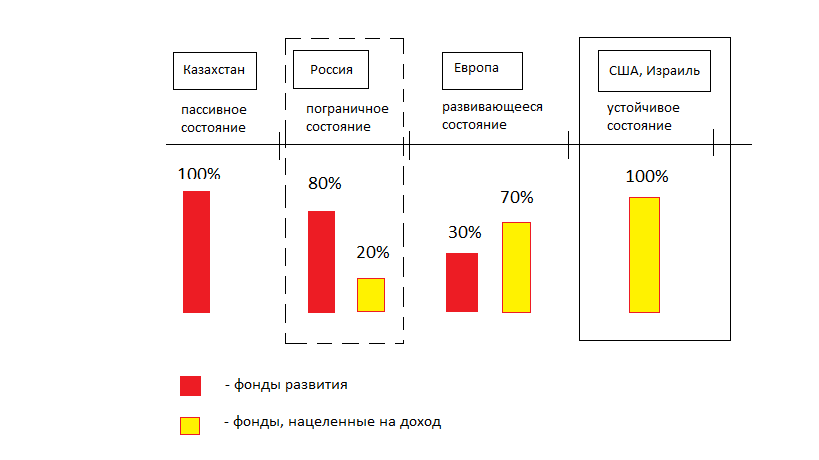 Казахстан
Россия
Европа
США, Израиль
пассивное
состояние
пограничное
состояние
развивающееся
состояние
устойчивое
состояние
100%
80%
20%
30%
70%
100%
- фонды развития
- фонды, нацеленные на доход